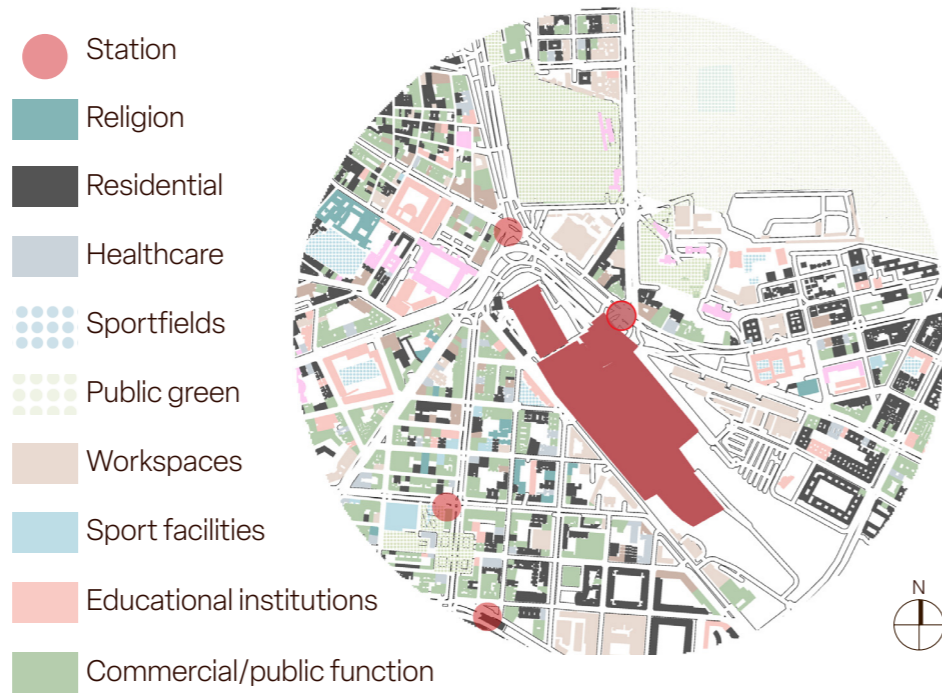 Station
Religion
Residential
Healthcare
Sportfields
Public green
Workspaces
Sport facilities
Educational institutions
Commercial/public function
N